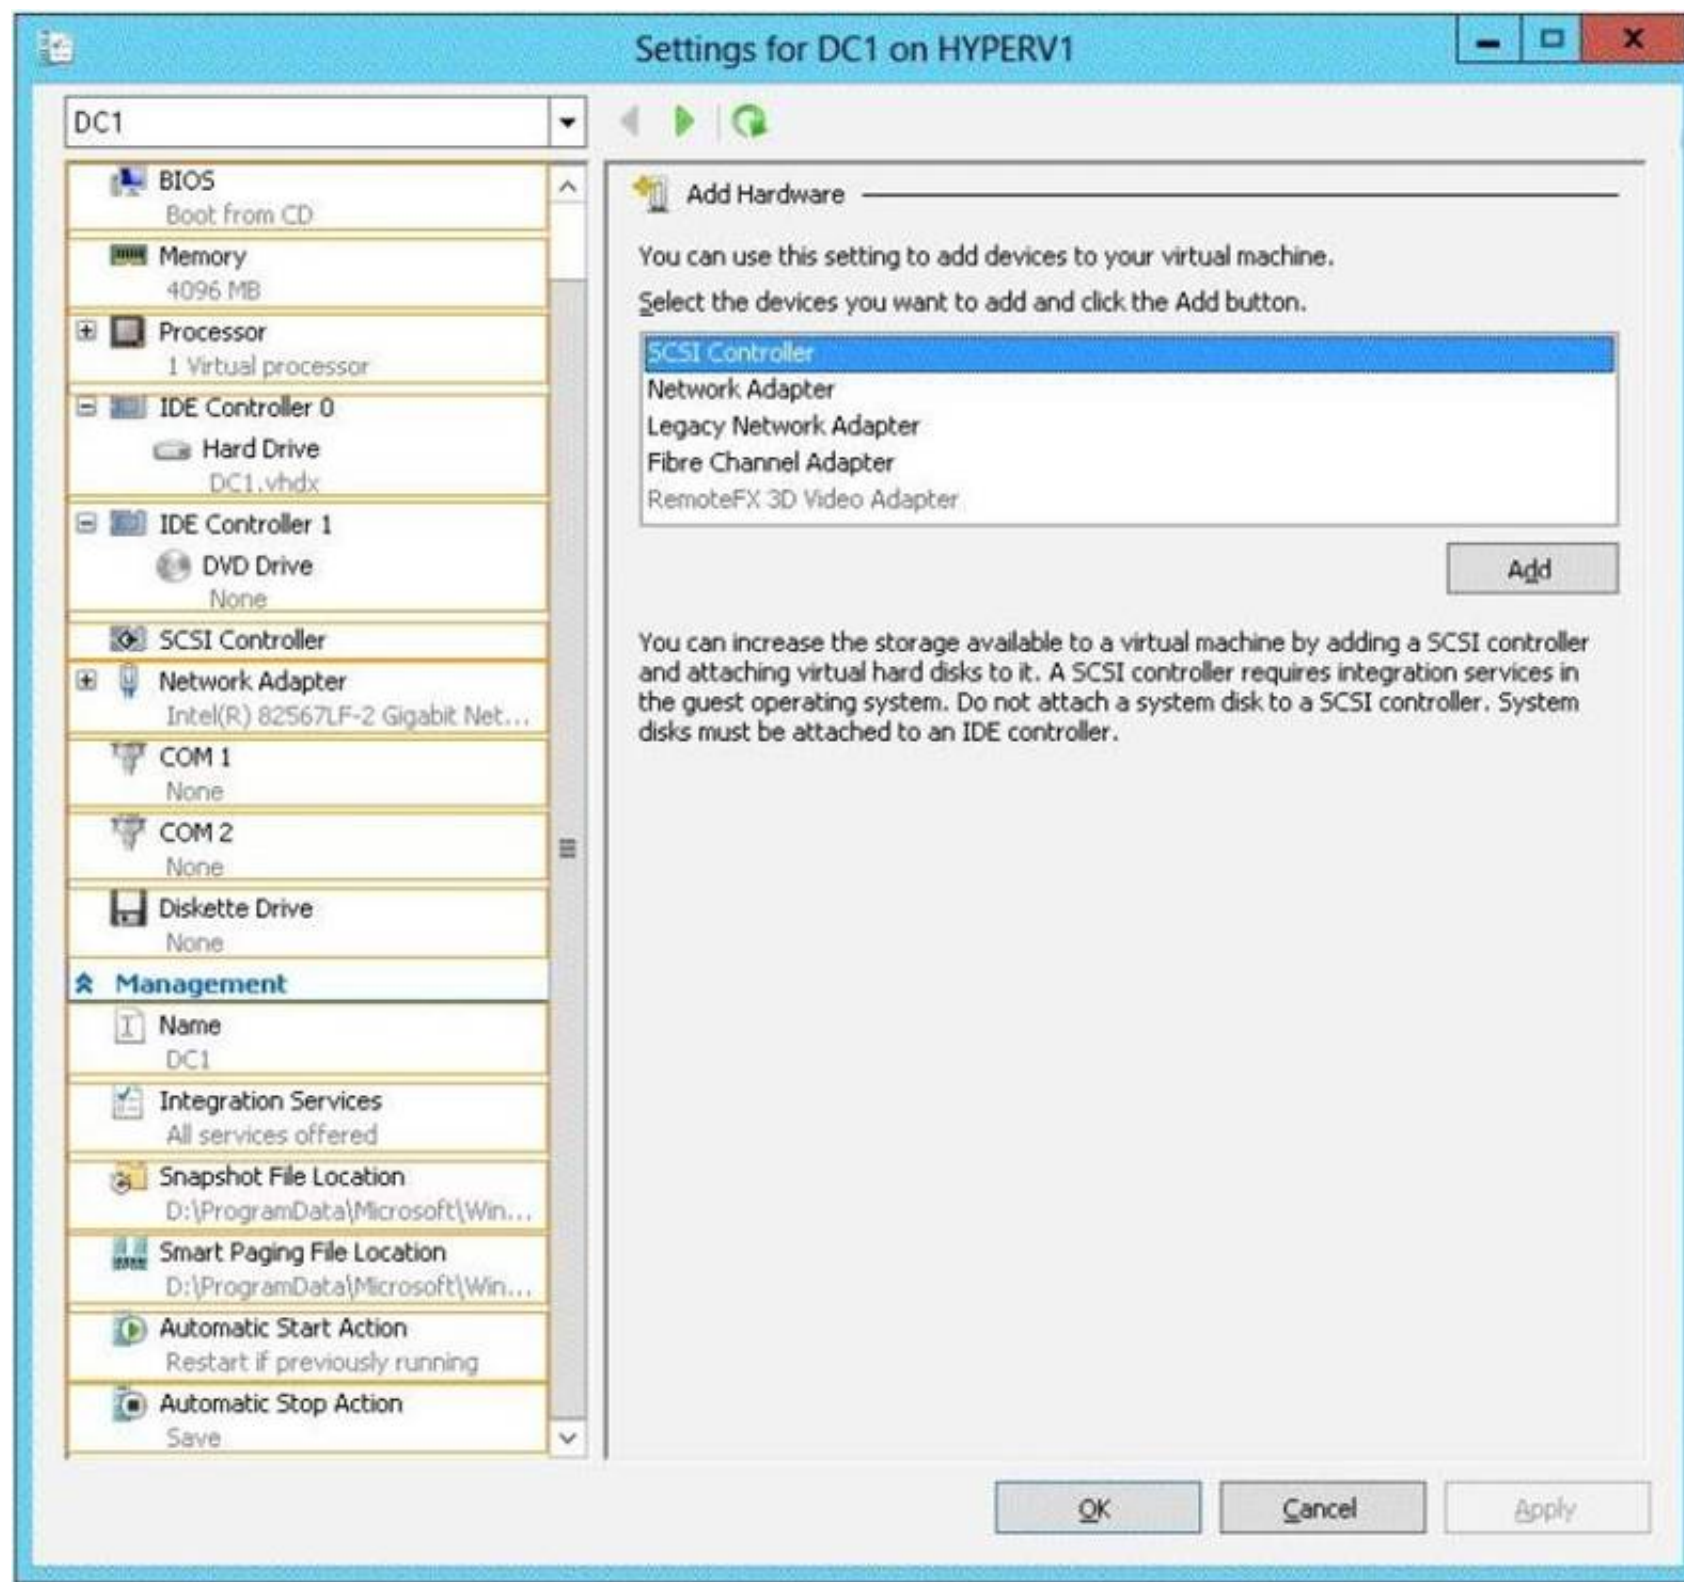 Settings for DC1 on HYPERV1
DC1
BIOS
Boot from CD
Memory
4096 MB
Processor
1 Virtual processor
IDE Controller 0
Hard Drive
DC1.vhdx
IDE Controller 1
DVD Drive
None
SCSI Controller
Network Adapter
Intel(R) 82567LF-2 Gigabit Net...
COM 1
None
COM 2
None
Diskette Drive
None
Management
Name
DC1
Integration Services
All services offered
Snapshot File Location
D:\ProgramData\Microsoft\Win...
Smart Paging File Location
D:\ProgramData\Microsoft\Win...
Automatic Start Action
Restart if previously running
Automatic Stop Action
Save
Add Hardware
You can use this setting to add devices to your virtual machine.
Select the devices you want to add and click the Add button.
SCSI Controller
Network Adapter
Legacy Network Adapter
Fibre Channel Adapter
RemoteFX 3D Video Adapter
Add
You can increase the storage available to a virtual machine by adding a SCSI controller
and attaching virtual hard disks to it. A SCSI controller requires integration services in
the guest operating system. Do not attach a system disk to a SCSI controller. System
disks must be attached to an IDE controller.
OK
Cancel
Apply